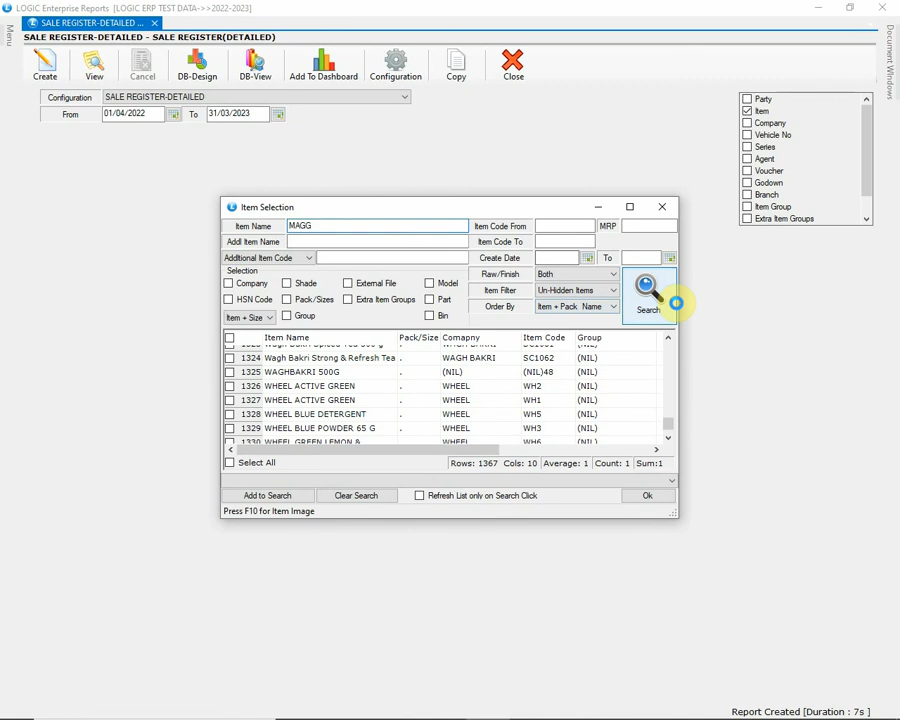 LOGIC Enterprise Reports  [LOGIC ERP TEST DATA->>2022-2023]
SALE REGISTER-DETAILED ...
SALE REGISTER-DETAILED - SALE REGISTER(DETAILED)
Menu
Document Windows
Create View Cancel DB-Design DB-View Add To Dashboard Configuration Copy Close
Configuration SALE REGISTER-DETAILED
From 01/04/2022 To 31/03/2023
Party
Item
Company
Vehicle No
Series
Agent
Voucher
Godown
Branch
Item Group
Extra Item Groups
Item Selection
Item Name MAGG Item Code From MRP
Addl Item Name Item Code To
Addtional Item Code Create Date To
Selection Raw/Finish Both
Company Shade External File Model Item Filter Un-Hidden Items
HSN Code Pack/Sizes Extra Item Groups Part Order By Item + Pack Name
Item + Size Group Bin
Search
Item Name Pack/Size Comapny Item Code Group
1324 Wagh Bakri Strong & Refresh Tea . WAGH BAKRI SC1062 (NIL)
1325 WAGHBAKRI 500G . (NIL) (NIL)48 (NIL)
1326 WHEEL ACTIVE GREEN . WHEEL WH2 (NIL)
1327 WHEEL ACTIVE GREEN . WHEEL WH1 (NIL)
1328 WHEEL BLUE DETERGENT . WHEEL WH5 (NIL)
1329 WHEEL BLUE POWDER 65 G . WHEEL WH3 (NIL)
1330 WHEEL GREEN LEMON & WHEEL WH6 (NIL)
Select All Rows: 1367 Cols: 10 Average: 1 Count: 1 Sum:1
Add to Search Clear Search Refresh List only on Search Click Ok
Press F10 for Item Image
Report Created [Duration : 7s ]